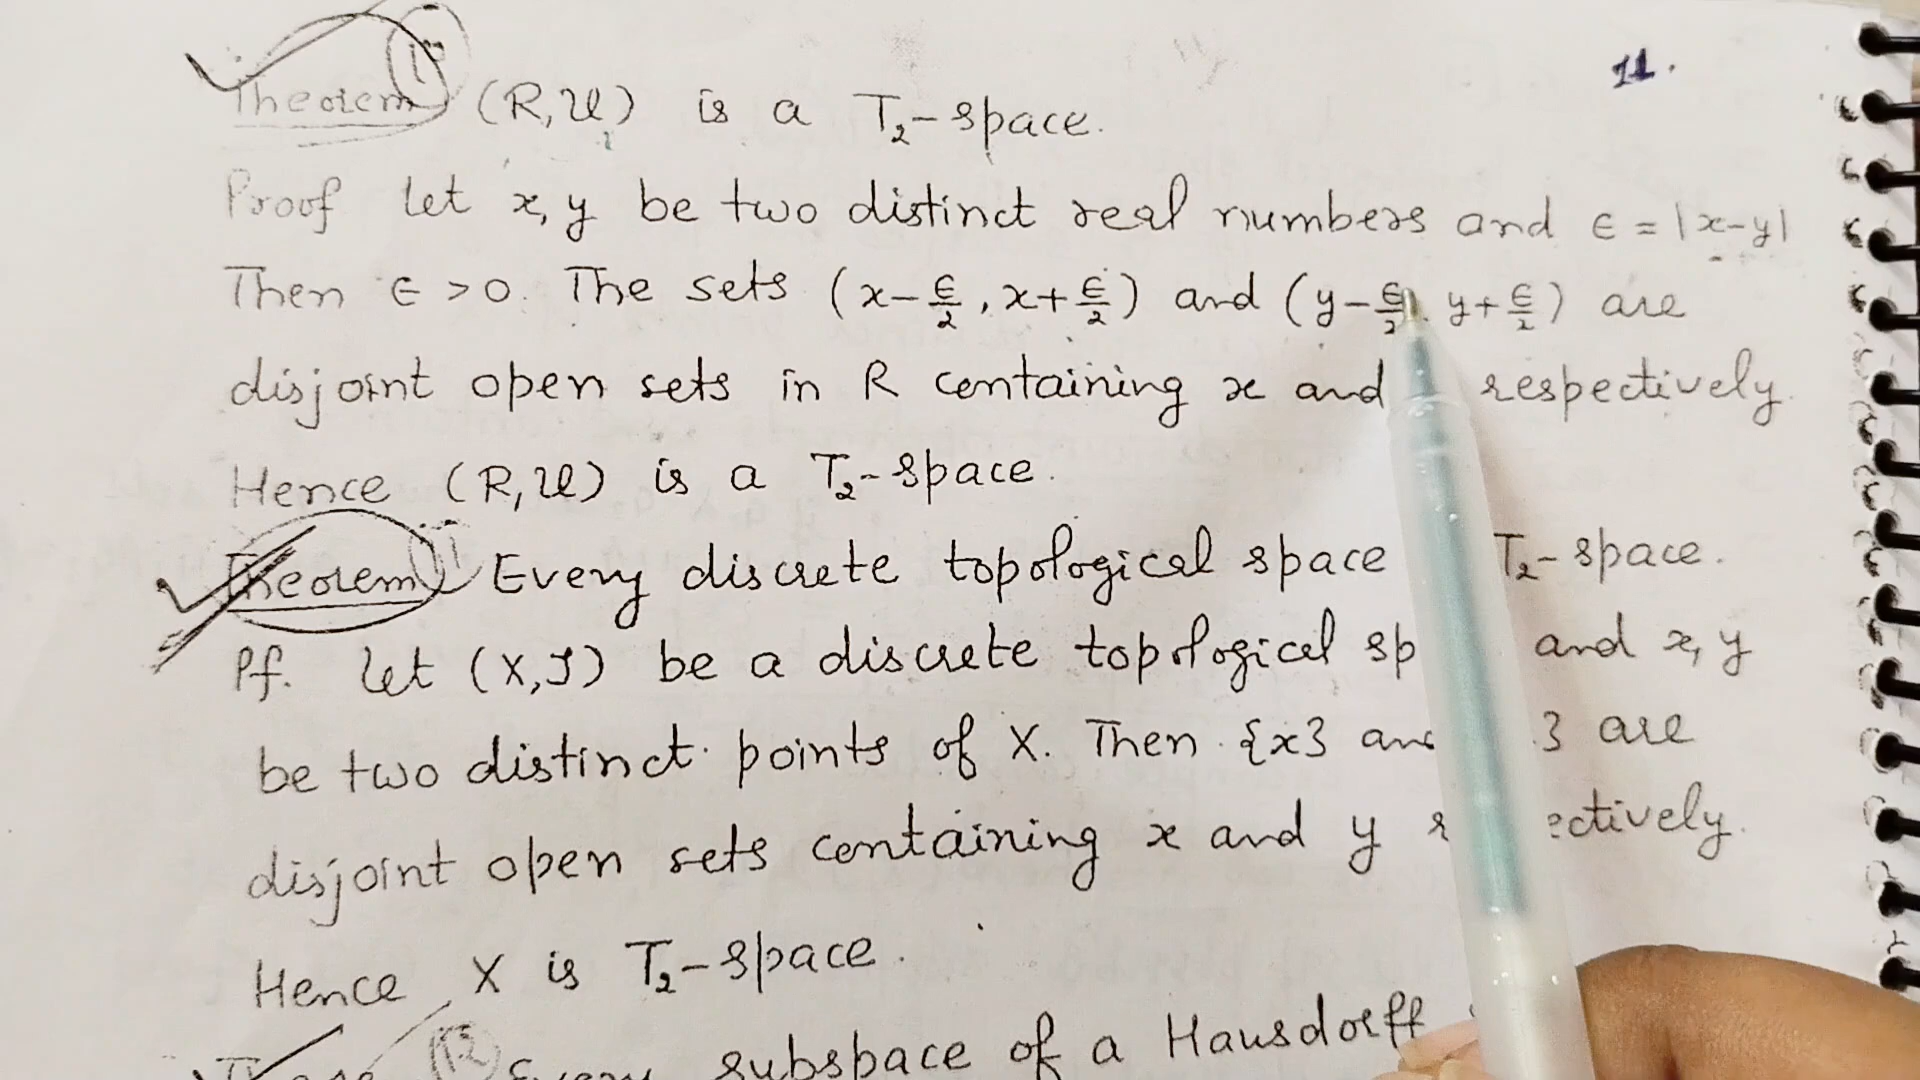 11.
Theorem (R, U) is a T₂-space.
Proof let x, y be two distinct real numbers and ε = |x-y|
Then ε > 0. The sets (x-ε/2, x+ε/2) and (y-ε/2, y+ε/2) are
disjoint open sets in R containing x and respectively.
Hence (R, U) is a T₂-space.
Theorem Every discrete topological space T₂-space.
Pf. let (X, J) be a discrete topological sp and x, y
be two distinct points of X. Then {x} and } are
disjoint open sets containing x and y r ectively.
Hence X is T₂-space.
12 Every subspace of a Hausdorff